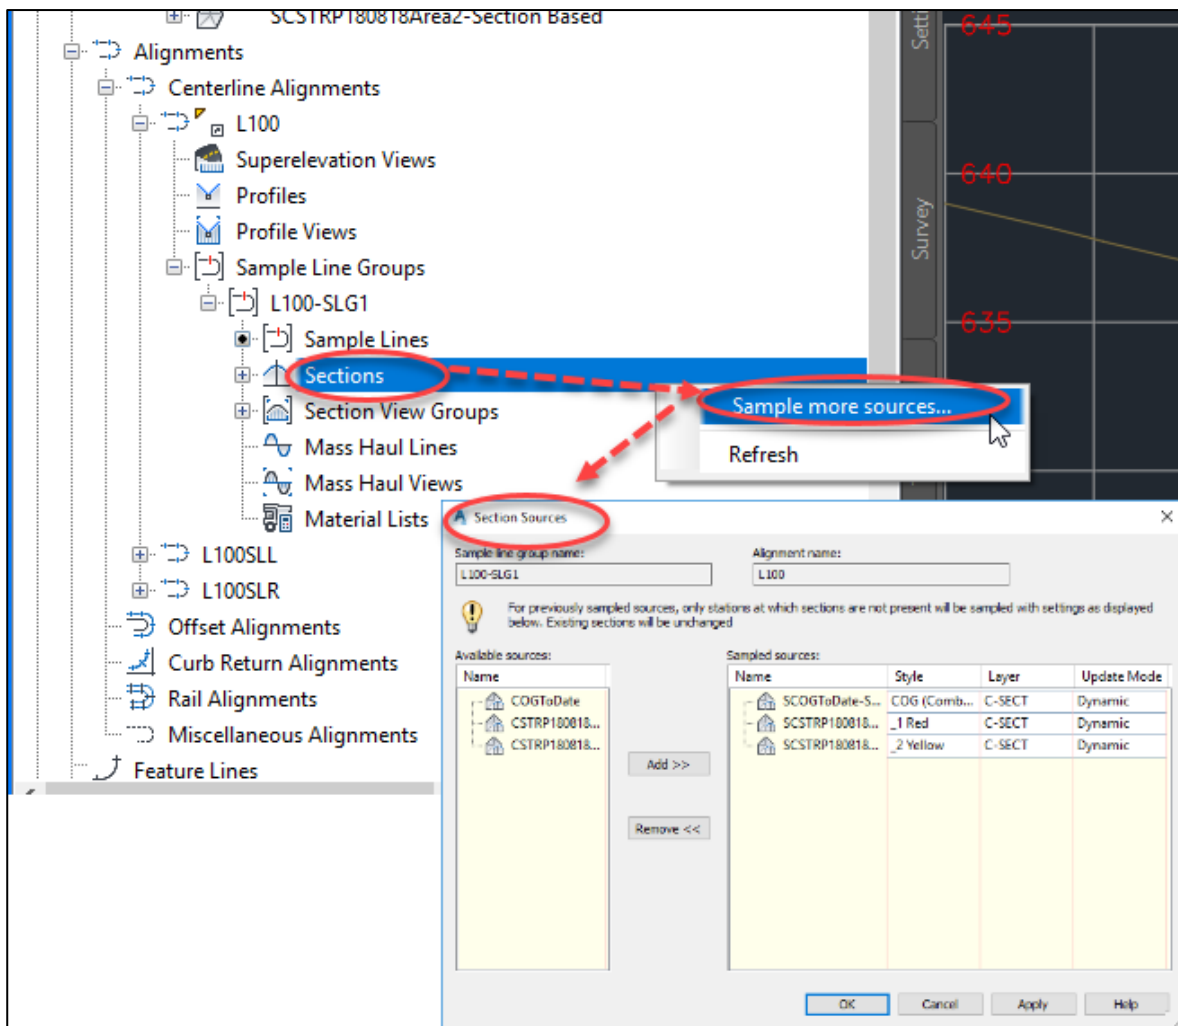 SCSTRP180818Area2-Section Based
Alignments
Centerline Alignments
L100
Superelevation Views
Profiles
Profile Views
Sample Line Groups
L100-SLG1
Sample Lines
Sections
Section View Groups
Mass Haul Lines
Mass Haul Views
Material Lists
L100SLL
L100SLR
Offset Alignments
Curb Return Alignments
Rail Alignments
Miscellaneous Alignments
Feature Lines
Setti
Survey
645
640
635
Sample more sources...
Refresh
Section Sources
Sample line group name:
Alignment name:
L100-SLG1
L100
For previously sampled sources, only stations at which sections are not present will be sampled with settings as displayed
below. Existing sections will be unchanged
Available sources:
Name
COGToDate
CSTRP180818...
CSTRP180818...
Add >>
Remove <<
Sampled sources:
Name Style Layer Update Mode
SCOGToDate-S... COG (Comb... C-SECT Dynamic
SCSTRP180818... _1 Red C-SECT Dynamic
SCSTRP180818... _2 Yellow C-SECT Dynamic
OK Cancel Apply Help